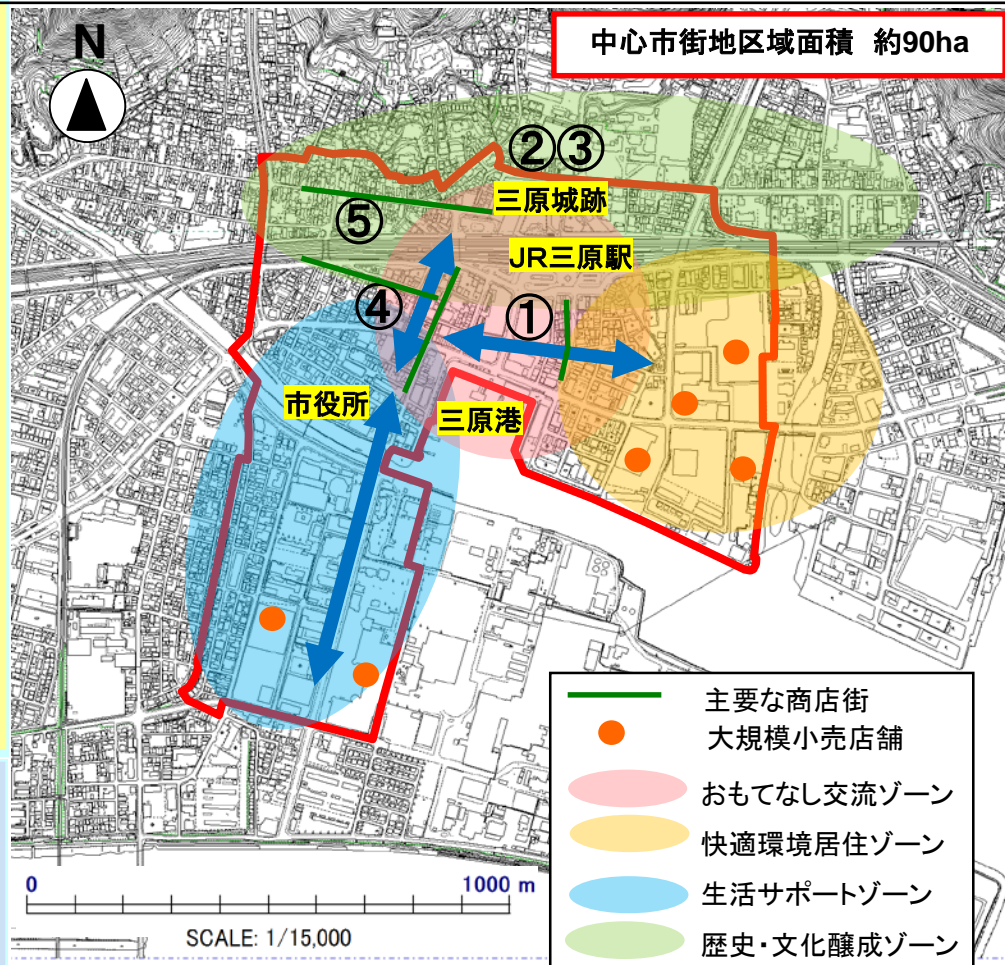 中心市街地区域面積 約90ha
N
②③
三原城跡
⑤
JR三原駅
④
①
市役所
三原港
主要な商店街
大規模小売店舗
おもてなし交流ゾーン
快適環境居住ゾーン
生活サポートゾーン
歴史・文化醸成ゾーン
0 1000 m
SCALE: 1/15,000